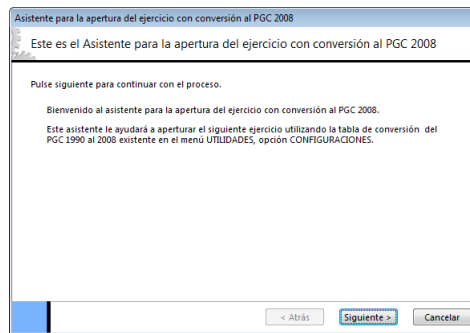 Asistente para la apertura del ejercicio con conversión al PGC 2008
Este es el Asistente para la apertura del ejercicio con conversión al PGC 2008
Pulse siguiente para continuar con el proceso.
Bienvenido al asistente para la apertura del ejercicio con conversión al PGC 2008.
Este asistente le ayudará a aperturar el siguiente ejercicio utilizando la tabla de conversión del
PGC 1990 al 2008 existente en el menú UTILIDADES, opción CONFIGURACIONES.
< Atrás Siguiente > Cancelar